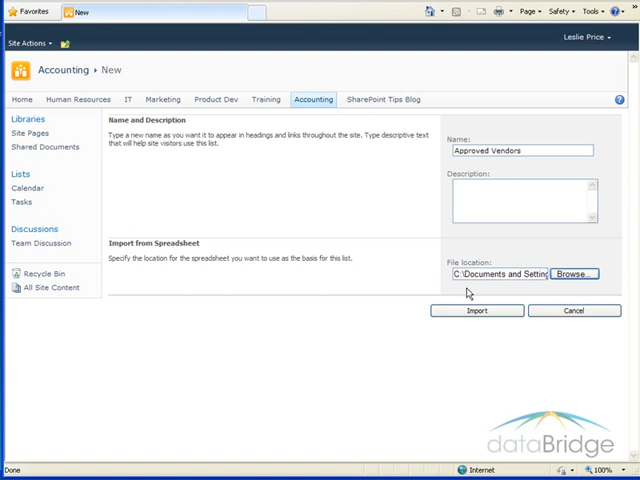 Favorites
New
Page
Safety
Tools
Site Actions
Leslie Price
Accounting ▸ New
Home Human Resources IT Marketing Product Dev Training Accounting SharePoint Tips Blog
Libraries
Site Pages
Shared Documents
Lists
Calendar
Tasks
Discussions
Team Discussion
Recycle Bin
All Site Content
Name and Description
Type a new name as you want it to appear in headings and links throughout the site. Type descriptive text
that will help site visitors use this list.
Name:
Approved Vendors
Description:
Import from Spreadsheet
Specify the location for the spreadsheet you want to use as the basis for this list.
File location:
C:\Documents and Setting
Browse...
Import
Cancel
dataBridge
Done
Internet
100%